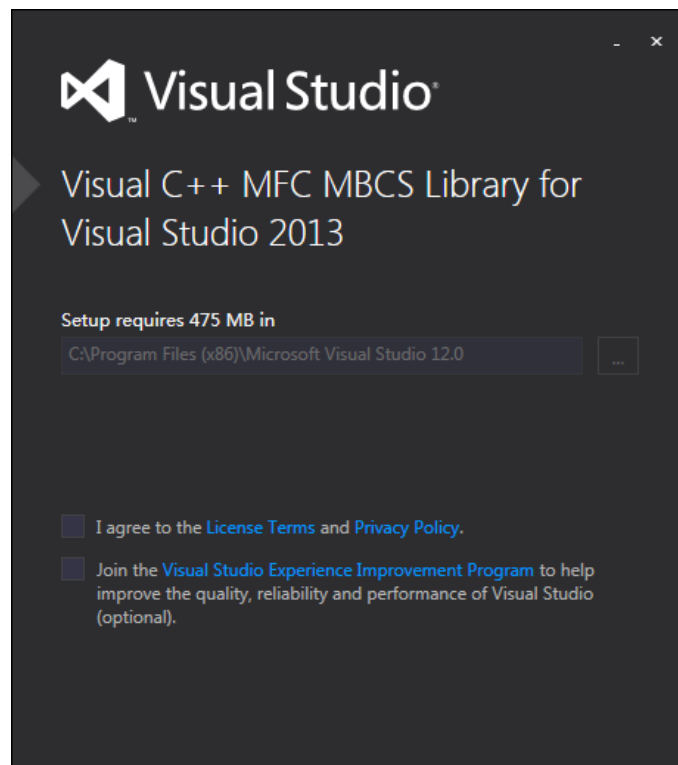 Visual Studio®
™
Visual C++ MFC MBCS Library for
Visual Studio 2013
Setup requires 475 MB in
C:\Program Files (x86)\Microsoft Visual Studio 12.0
...
I agree to the License Terms and Privacy Policy.
Join the Visual Studio Experience Improvement Program to help
improve the quality, reliability and performance of Visual Studio
(optional).